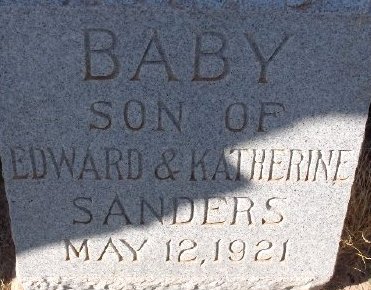 BABY
SON OF
EDWARD & KATHERINE
SANDERS
MAY 12, 1921